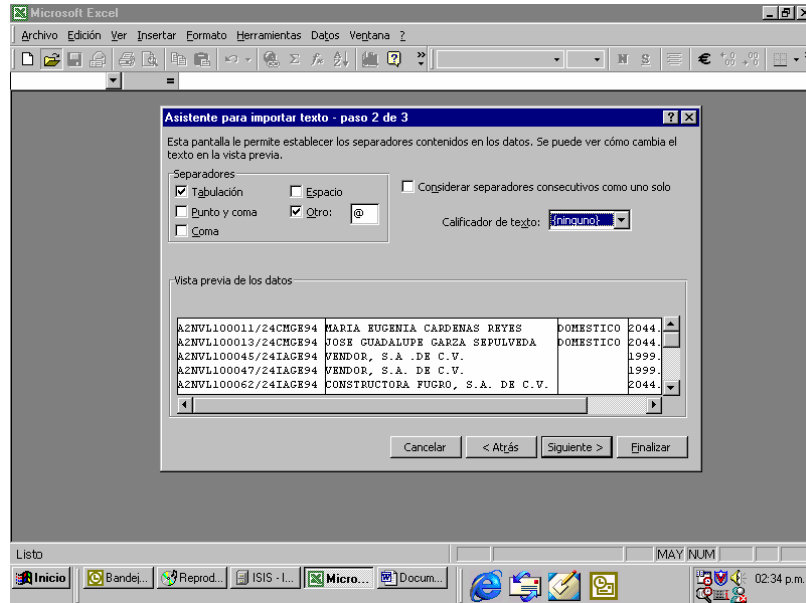 Microsoft Excel
Archivo Edición Ver Insertar Formato Herramientas Datos Ventana ?
N S €
=
Asistente para importar texto - paso 2 de 3
Esta pantalla le permite establecer los separadores contenidos en los datos. Se puede ver cómo cambia el
texto en la vista previa.
Separadores
Tabulación Espacio Considerar separadores consecutivos como uno solo
Punto y coma Otro: @ Calificador de texto: {ninguno}
Coma
Vista previa de los datos
A2NVL100011/24CMGE94 MARIA EUGENIA CARDENAS REYES DOMESTICO 2044.
A2NVL100013/24CMGE94 JOSE GUADALUPE GARZA SEPULVEDA DOMESTICO 2044.
A2NVL100045/24IAGE94 VENDOR, S.A .DE C.V. 1999.
A2NVL100047/24IAGE94 VENDOR, S.A. DE C.V. 1999.
A2NVL100062/24IAGE94 CONSTRUCTORA FUGRO, S.A. DE C.V. 2044.
Cancelar < Atrás Siguiente > Finalizar
Listo MAY NUM
Inicio Bandej... Reprod... ISIS - I... Micro... Docum... 02:34 p.m.